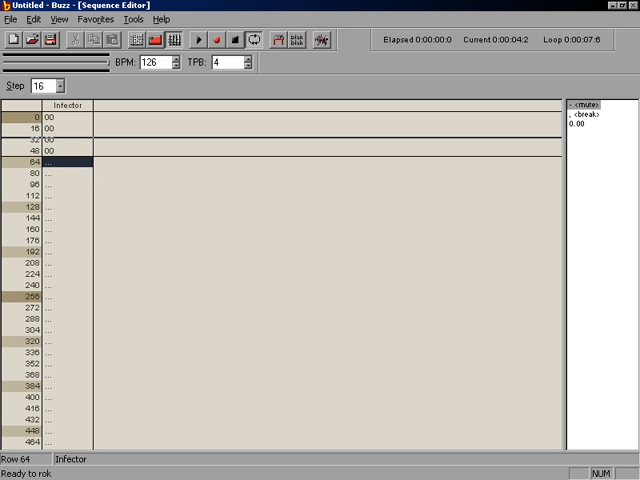 Untitled - Buzz - [Sequence Editor]
File Edit View Favorites Tools Help
blah blah
Elapsed 0:00:00:0 Current 0:00:04:2 Loop 0:00:07:6
BPM: 126 TPB: 4
Step 16
Infector
0 00
16 00
32 00
48 00
64 ...
80 ...
96 ...
112 ...
128 ...
144 ...
160 ...
176 ...
192 ...
208 ...
224 ...
240 ...
256 ...
272 ...
288 ...
304 ...
320 ...
336 ...
352 ...
368 ...
384 ...
400 ...
416 ...
432 ...
448 ...
464 ...
- <mute>
, <break>
0. 00
Row 64 Infector
Ready to rok NUM